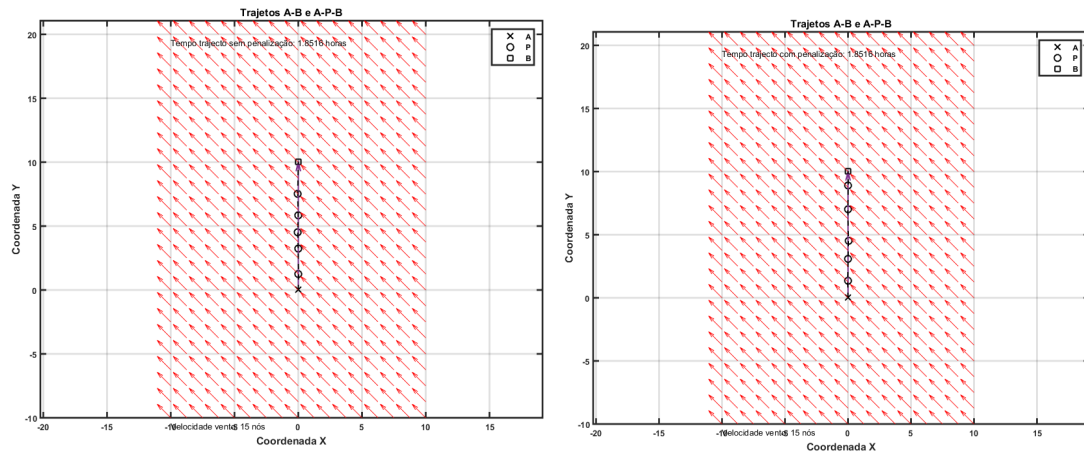 Trajetos A-B e A-P-B
Tempo trajecto sem penalização: 1.8516 horas
A
P
B
20
15
10
5
0
-5
-10
-20
-15
-10
-5
0
5
10
15
Velocidade vento: 15 nós
Coordenada X
Coordenada Y
Trajetos A-B e A-P-B
Tempo trajecto com penalização: 1.8516 horas
A
P
B
20
15
10
5
0
-5
-10
-20
-15
-10
-5
0
5
10
15
Velocidade vento: 15 nós
Coordenada X
Coordenada Y